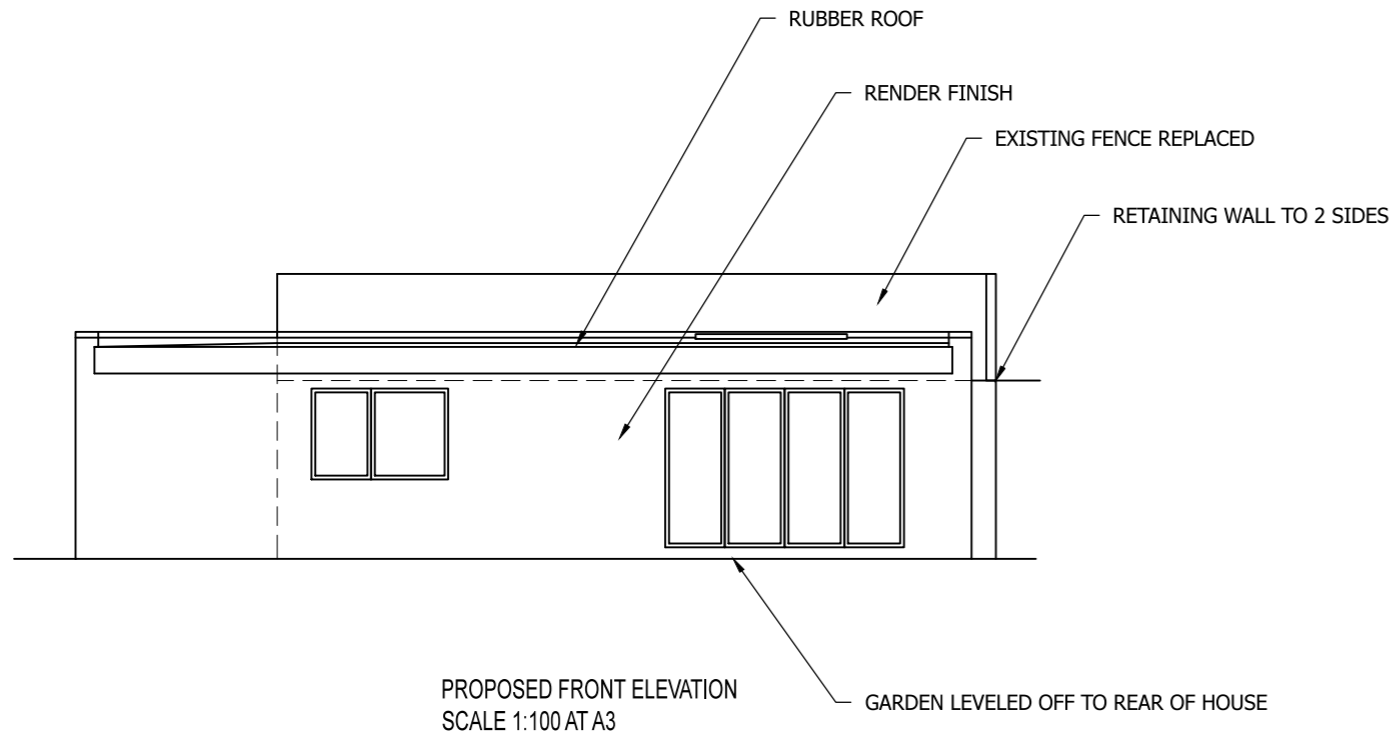 RUBBER ROOF
RENDER FINISH
EXISTING FENCE REPLACED
RETAINING WALL TO 2 SIDES
GARDEN LEVELED OFF TO REAR OF HOUSE
PROPOSED FRONT ELEVATION
SCALE 1:100 AT A3